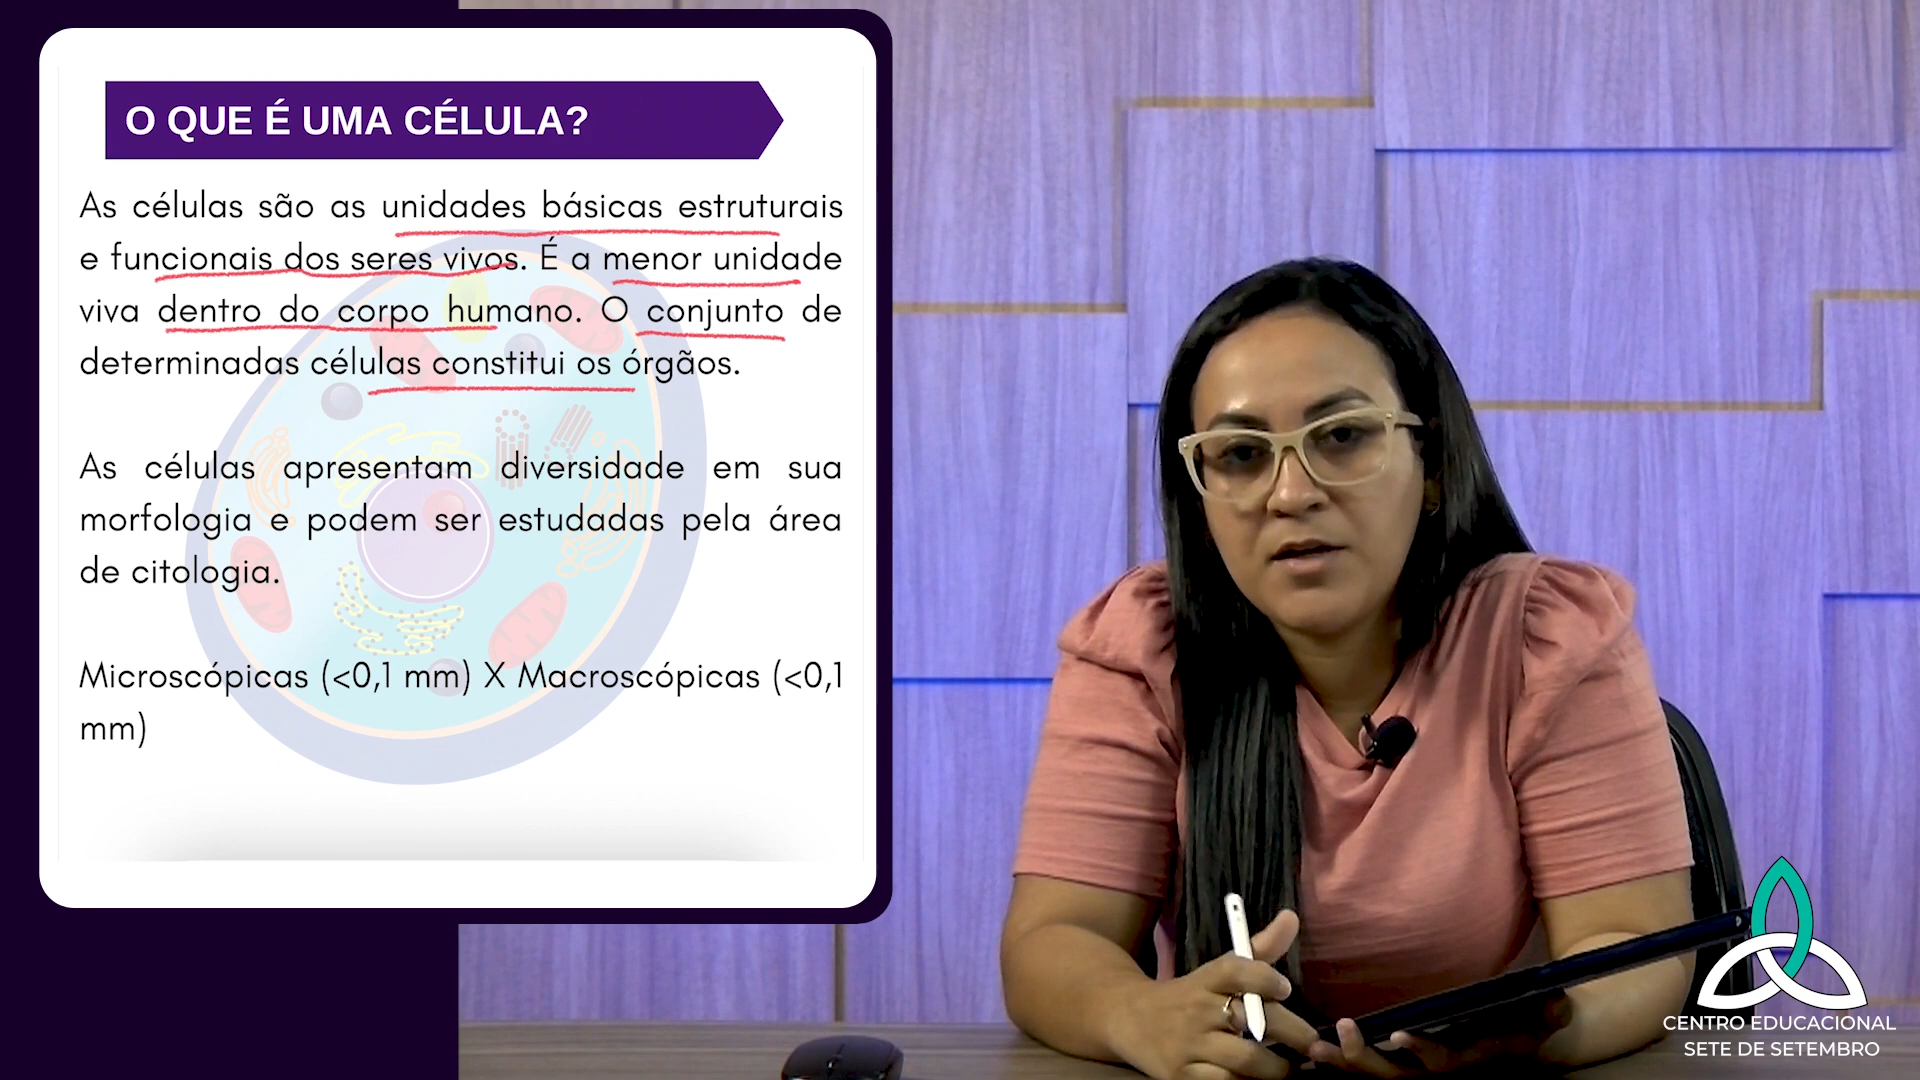 O QUE É UMA CÉLULA?
As células são as unidades básicas estruturais
e funcionais dos seres vivos. É a menor unidade
viva dentro do corpo humano. O conjunto de
determinadas células constitui os órgãos.
As células apresentam diversidade em sua
morfologia e podem ser estudadas pela área
de citologia.
Microscópicas (<0,1 mm) X Macroscópicas (<0,1
mm)
CENTRO EDUCACIONAL
SETE DE SETEMBRO